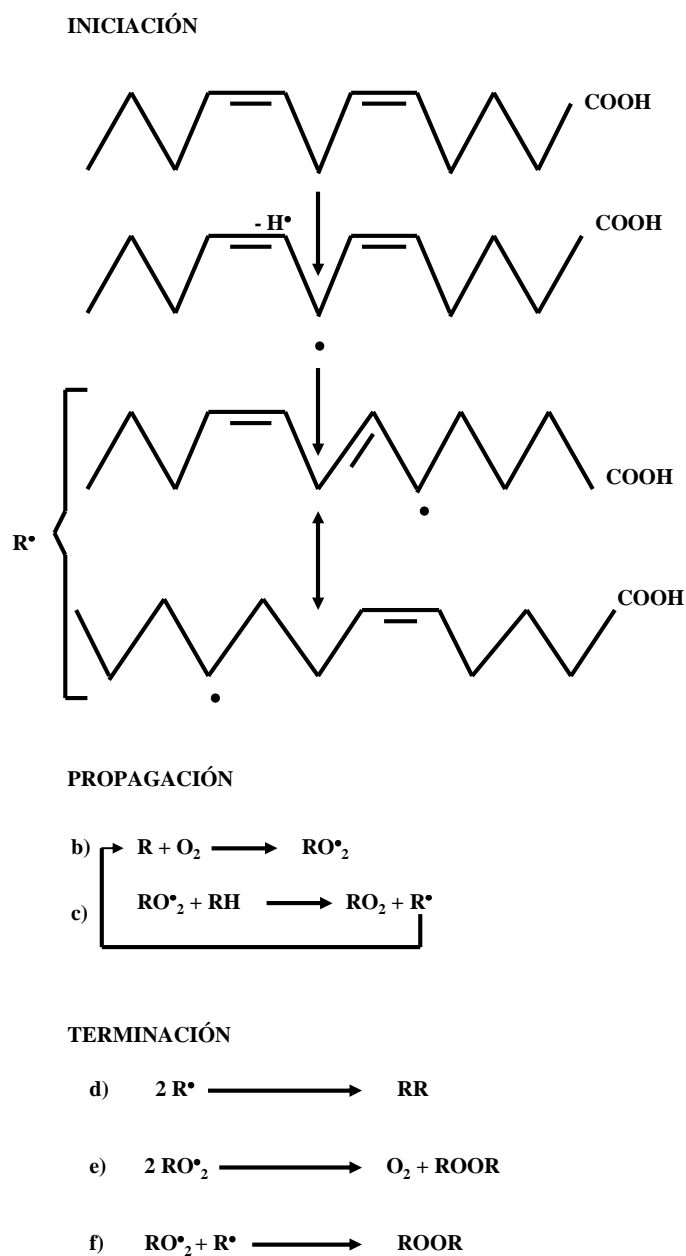 INICIACIÓN
COOH
- H•
COOH
COOH
R•
COOH
PROPAGACIÓN
b) R + O₂ RO•₂
c) RO•₂ + RH RO₂ + R•
TERMINACIÓN
d) 2 R• RR
e) 2 RO•₂ O₂ + ROOR
f) RO•₂ + R• ROOR